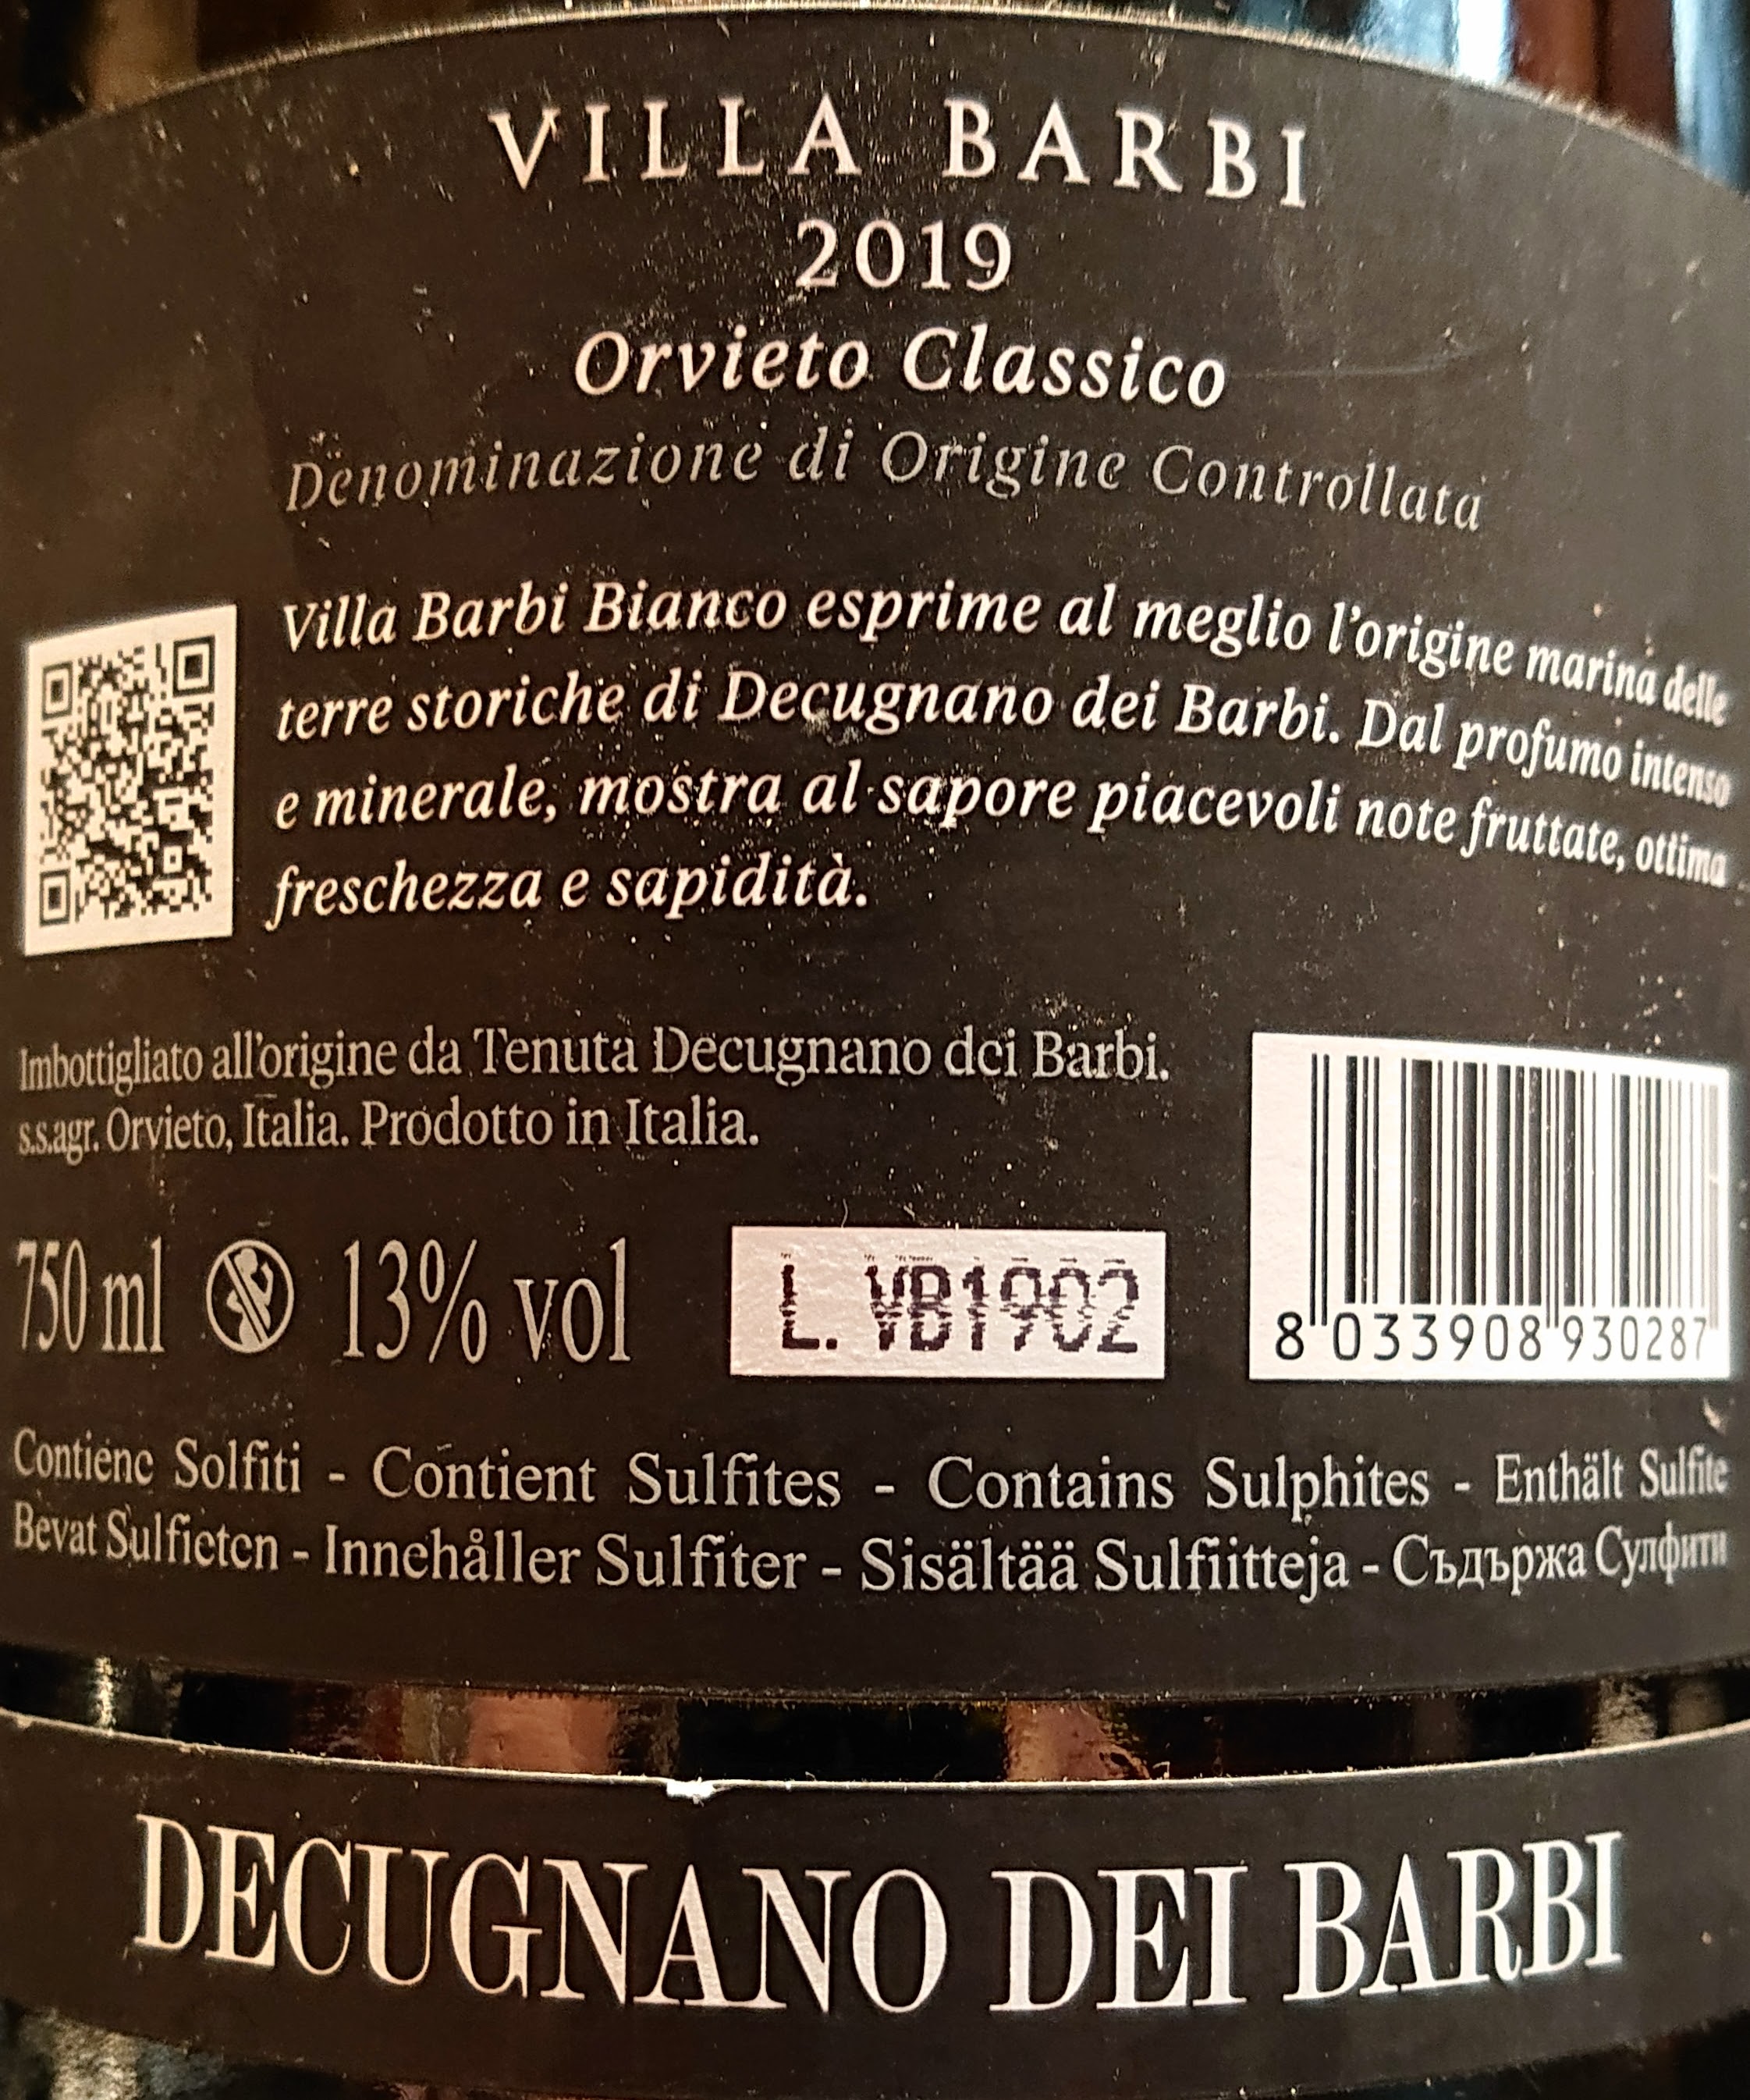 VILLA BARBI
2019
Orvieto Classico
Denominazione di Origine Controllata
Villa Barbi Bianco esprime al meglio l'origine marina delle
terre storiche di Decugnano dei Barbi. Dal profumo intenso
e minerale, mostra al sapore piacevoli note fruttate, ottima
freschezza e sapidità.
Imbottigliato all'origine da Tenuta Decugnano dei Barbi.
s.s.agr. Orvieto, Italia. Prodotto in Italia.
750 ml 13% vol
L. VB1902
8 033908 930287
Contiene Solfiti - Contient Sulfites - Contains Sulphites - Enthält Sulfite
Bevat Sulfieten - Innehåller Sulfiter - Sisältää Sulfiitteja - Съдържа Сулфити
DECUGNANO DEI BARBI